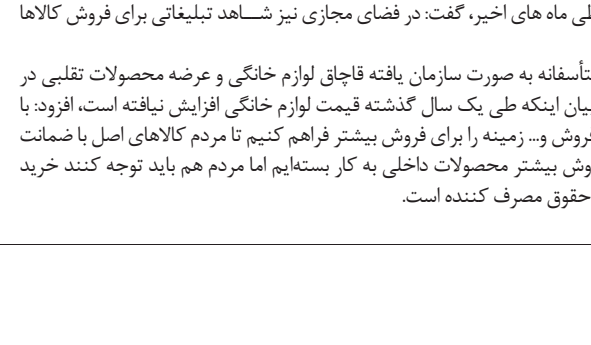 طی ماه های اخیر، گفت: در فضای مجازی نیز شاهد تبلیغاتی برای فروش کالاها
متأسفانه به صورت سازمان یافته قاچاق لوازم خانگی و عرضه محصولات تقلبی در
بیان اینکه طی یک سال گذشته قیمت لوازم خانگی افزایش نیافته است، افزود: با
فروش و... زمینه را برای فروش بیشتر فراهم کنیم تا مردم کالاهای اصل با ضمانت
بیشتر محصولات داخلی به کار بسته‌ایم اما مردم هم باید توجه کنند خرید
حقوق مصرف کننده است.